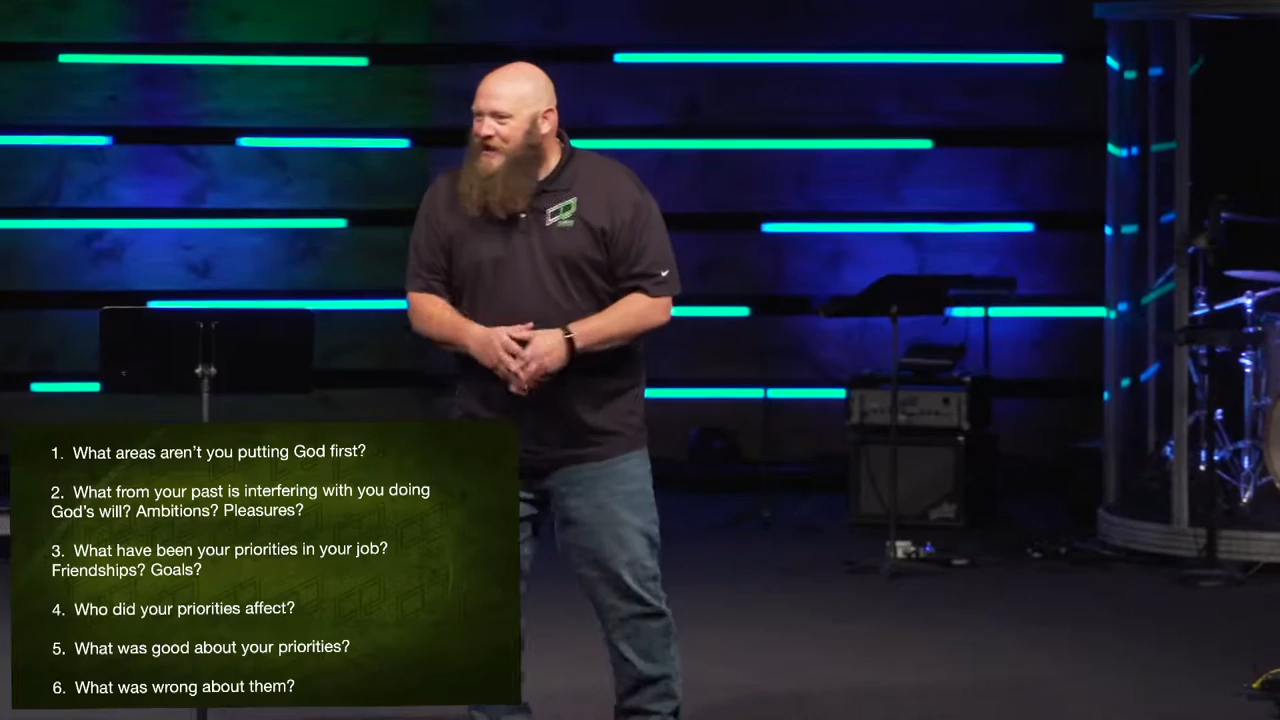 1. What areas aren't you putting God first?
2. What from your past is interfering with you doing
God's will? Ambitions? Pleasures?
3. What have been your priorities in your job?
Friendships? Goals?
4. Who did your priorities affect?
5. What was good about your priorities?
6. What was wrong about them?